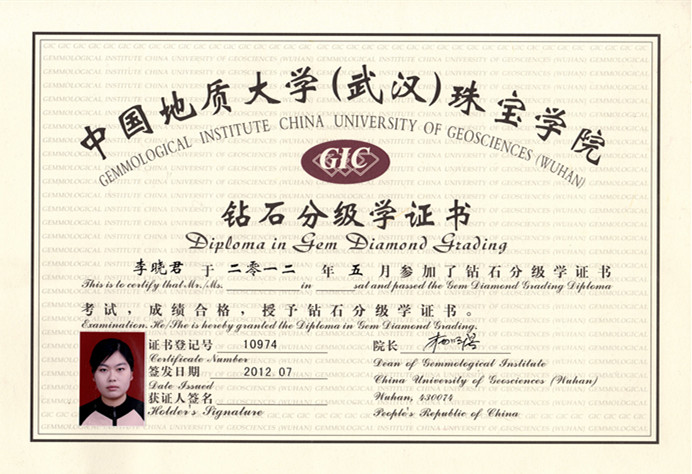 中国地质大学(武汉)珠宝学院
GEMMOLOGICAL INSTITUTE CHINA UNIVERSITY OF GEOSCIENCES (WUHAN)
GIC
钻石分级学证书
Diploma in Gem Diamond Grading
李晓君 于 二零一二 年 五 月参加了钻石分级学证书
This is to certify that Mr./Ms. in sat and passed the Gem Diamond Grading Diploma
考试，成绩合格，授予钻石分级学证书。
Examination. He/She is hereby granted the Diploma in Gem Diamond Grading.
证书登记号 10974
Certificate Number
签发日期 2012.07
Date Issued
获证人签名
Holder's Signature
院长
Dean of Gemmological Institute
China University of Geosciences (Wuhan)
Wuhan, 430074
People's Republic of China